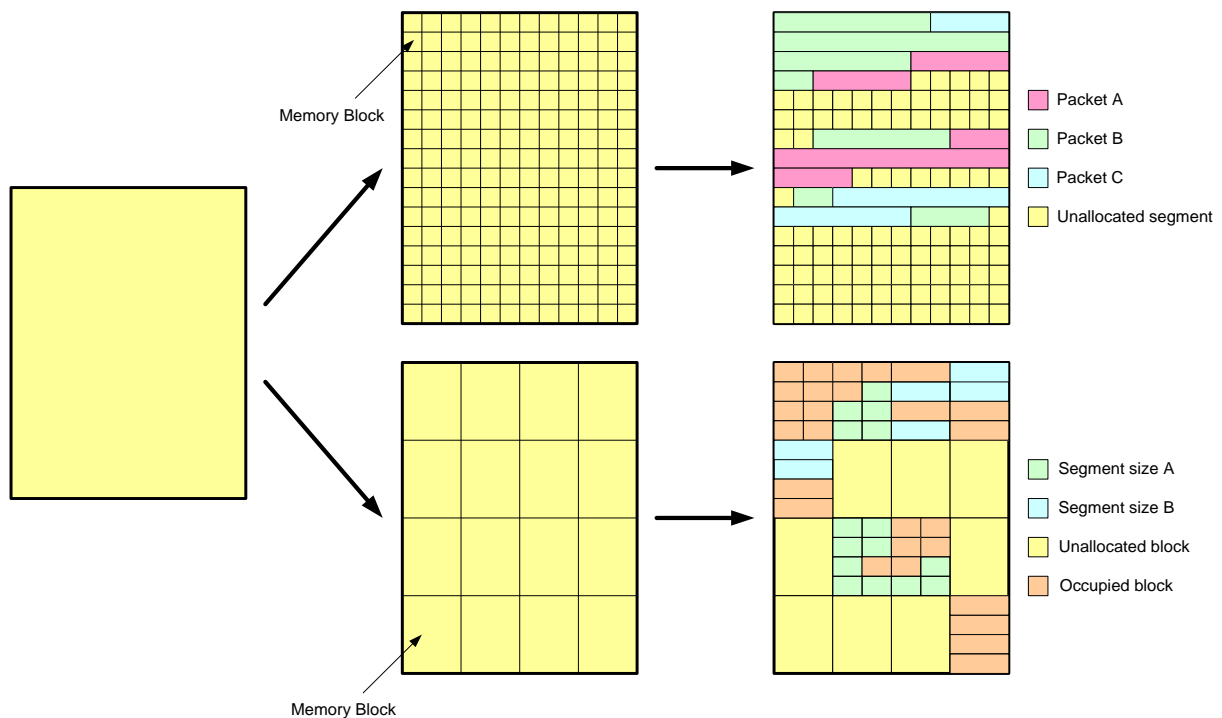 Memory Block
Packet A
Packet B
Packet C
Unallocated segment
Segment size A
Segment size B
Unallocated block
Occupied block
Memory Block